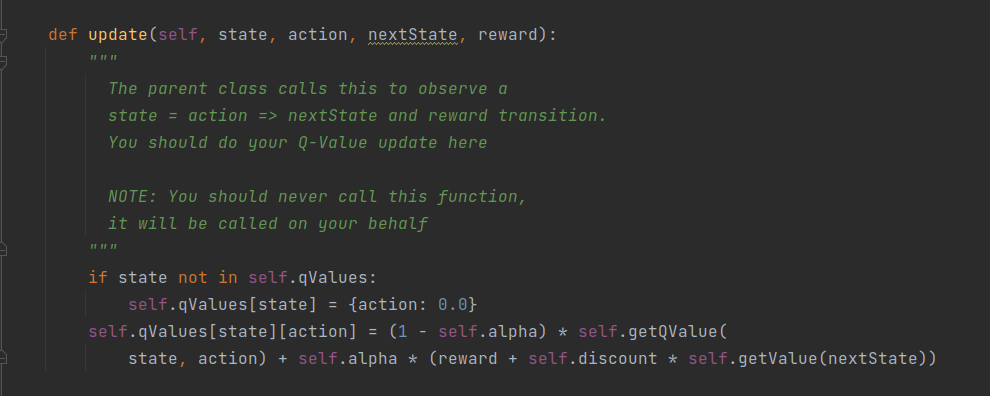 def update(self, state, action, nextState, reward):
"""
The parent class calls this to observe a
state = action => nextState and reward transition.
You should do your Q-Value update here
NOTE: You should never call this function,
it will be called on your behalf
"""
if state not in self.qValues:
self.qValues[state] = {action: 0.0}
self.qValues[state][action] = (1 - self.alpha) * self.getQValue(
state, action) + self.alpha * (reward + self.discount * self.getValue(nextState))